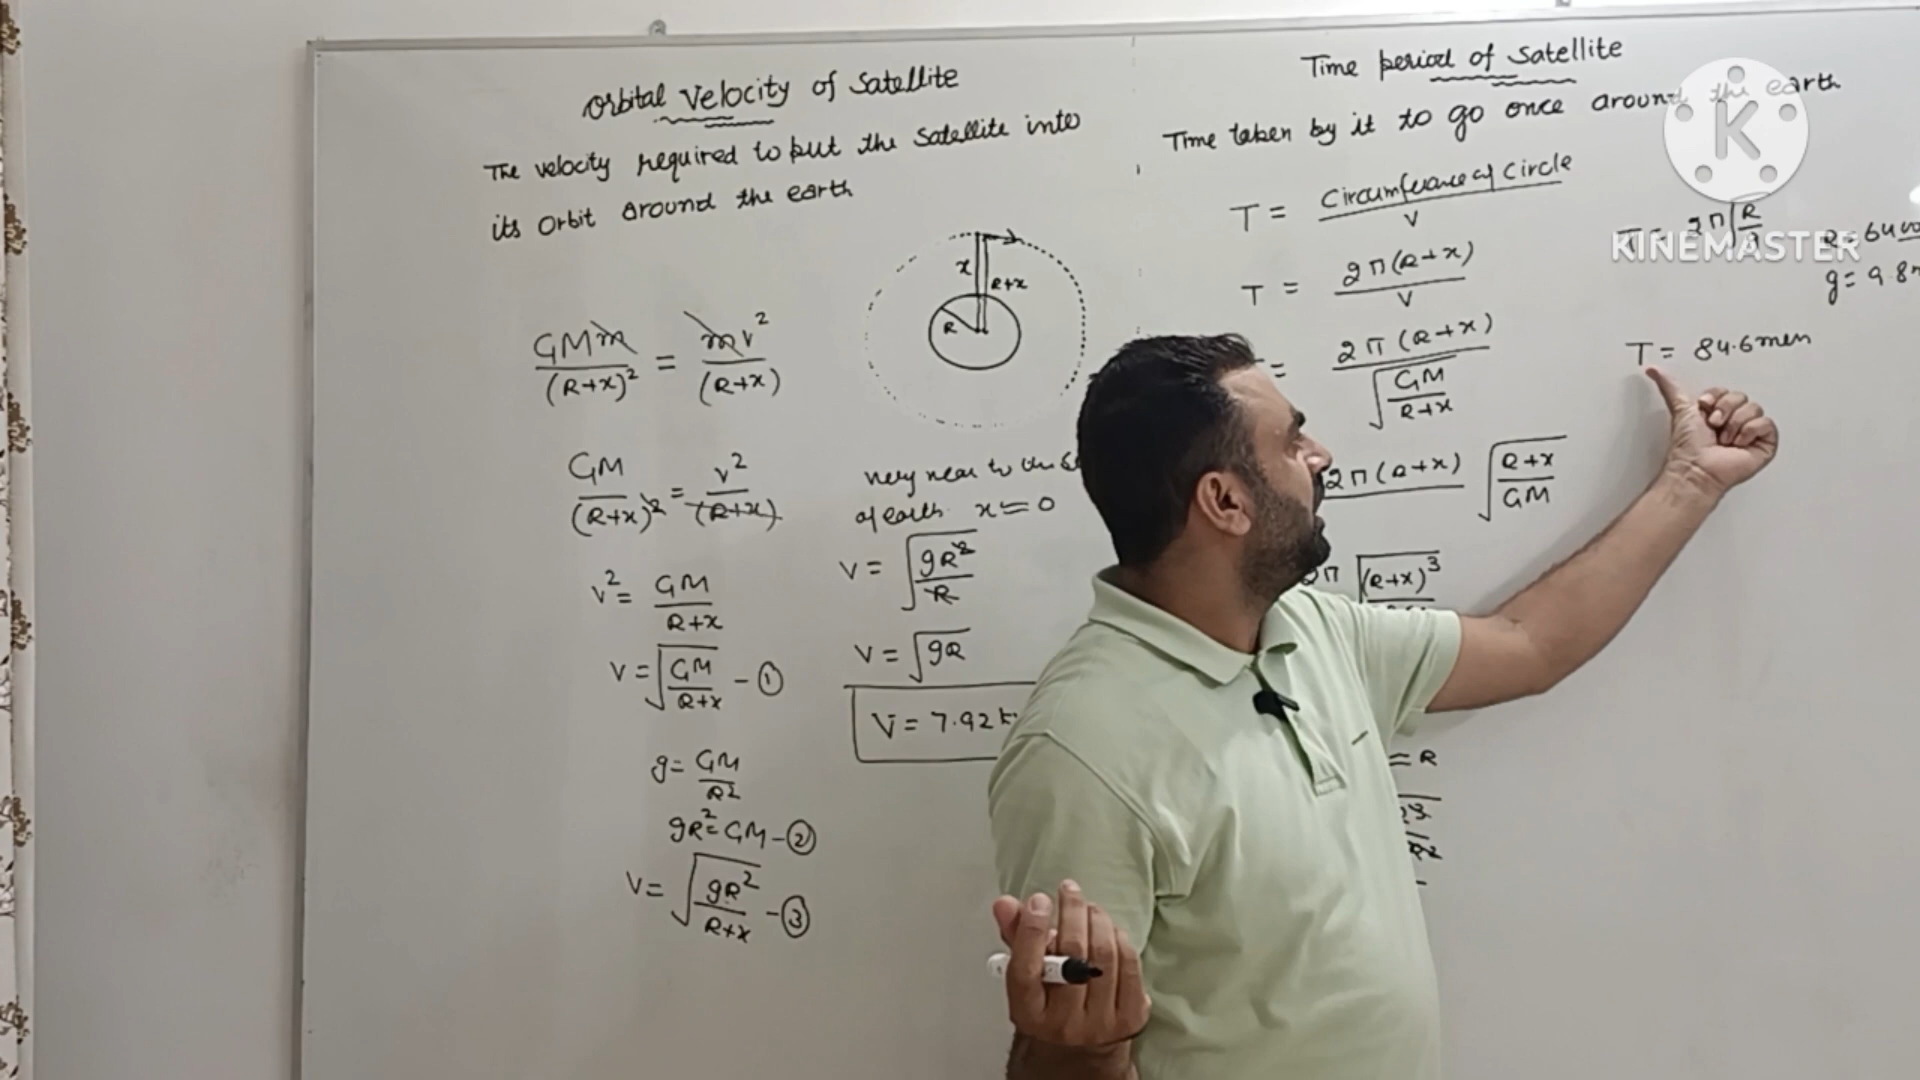 Orbital Velocity of Satellite
The velocity required to put the Satellite into
its Orbit around the earth
x
R+x
R
GMm/(R+x)² = mv²/(R+x)
GM/(R+x)² = v²/(R+x)
v² = GM/R+x
V = √GM/R+x - ①
g = GM/R²
gR² = GM - ②
V = √gR²/R+x - ③
very near to the
of earth x = 0
V = √gR²/R
V = √gR
V = 7.92 k
Time period of Satellite
Time taken by it to go once around the earth
T = Circumference of circle/V
T = 2π(R+x)/V
= 2π(R+x)/√GM/R+x
2π(R+x) √R+x/GM
2π √(R+x)³
= R
T = 2π√R/g
R = 6400
g = 9.8m
T = 84.6 min
K
KINEMASTER